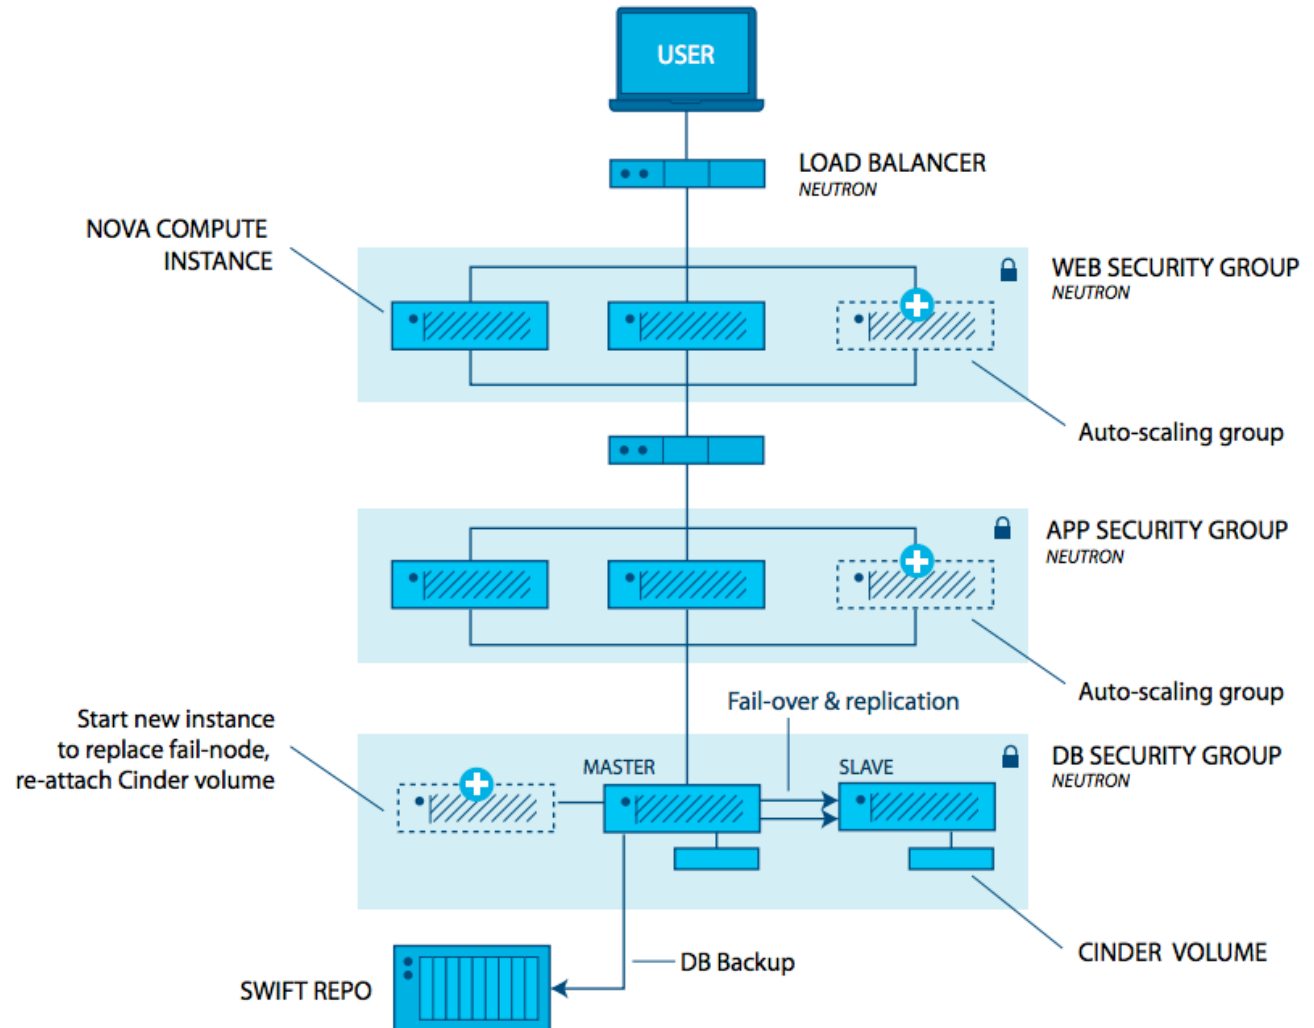 USER
LOAD BALANCER
NEUTRON
NOVA COMPUTE
INSTANCE
WEB SECURITY GROUP
NEUTRON
Auto-scaling group
APP SECURITY GROUP
NEUTRON
Auto-scaling group
Fail-over & replication
Start new instance
to replace fail-node,
re-attach Cinder volume
MASTER
SLAVE
DB SECURITY GROUP
NEUTRON
CINDER VOLUME
DB Backup
SWIFT REPO